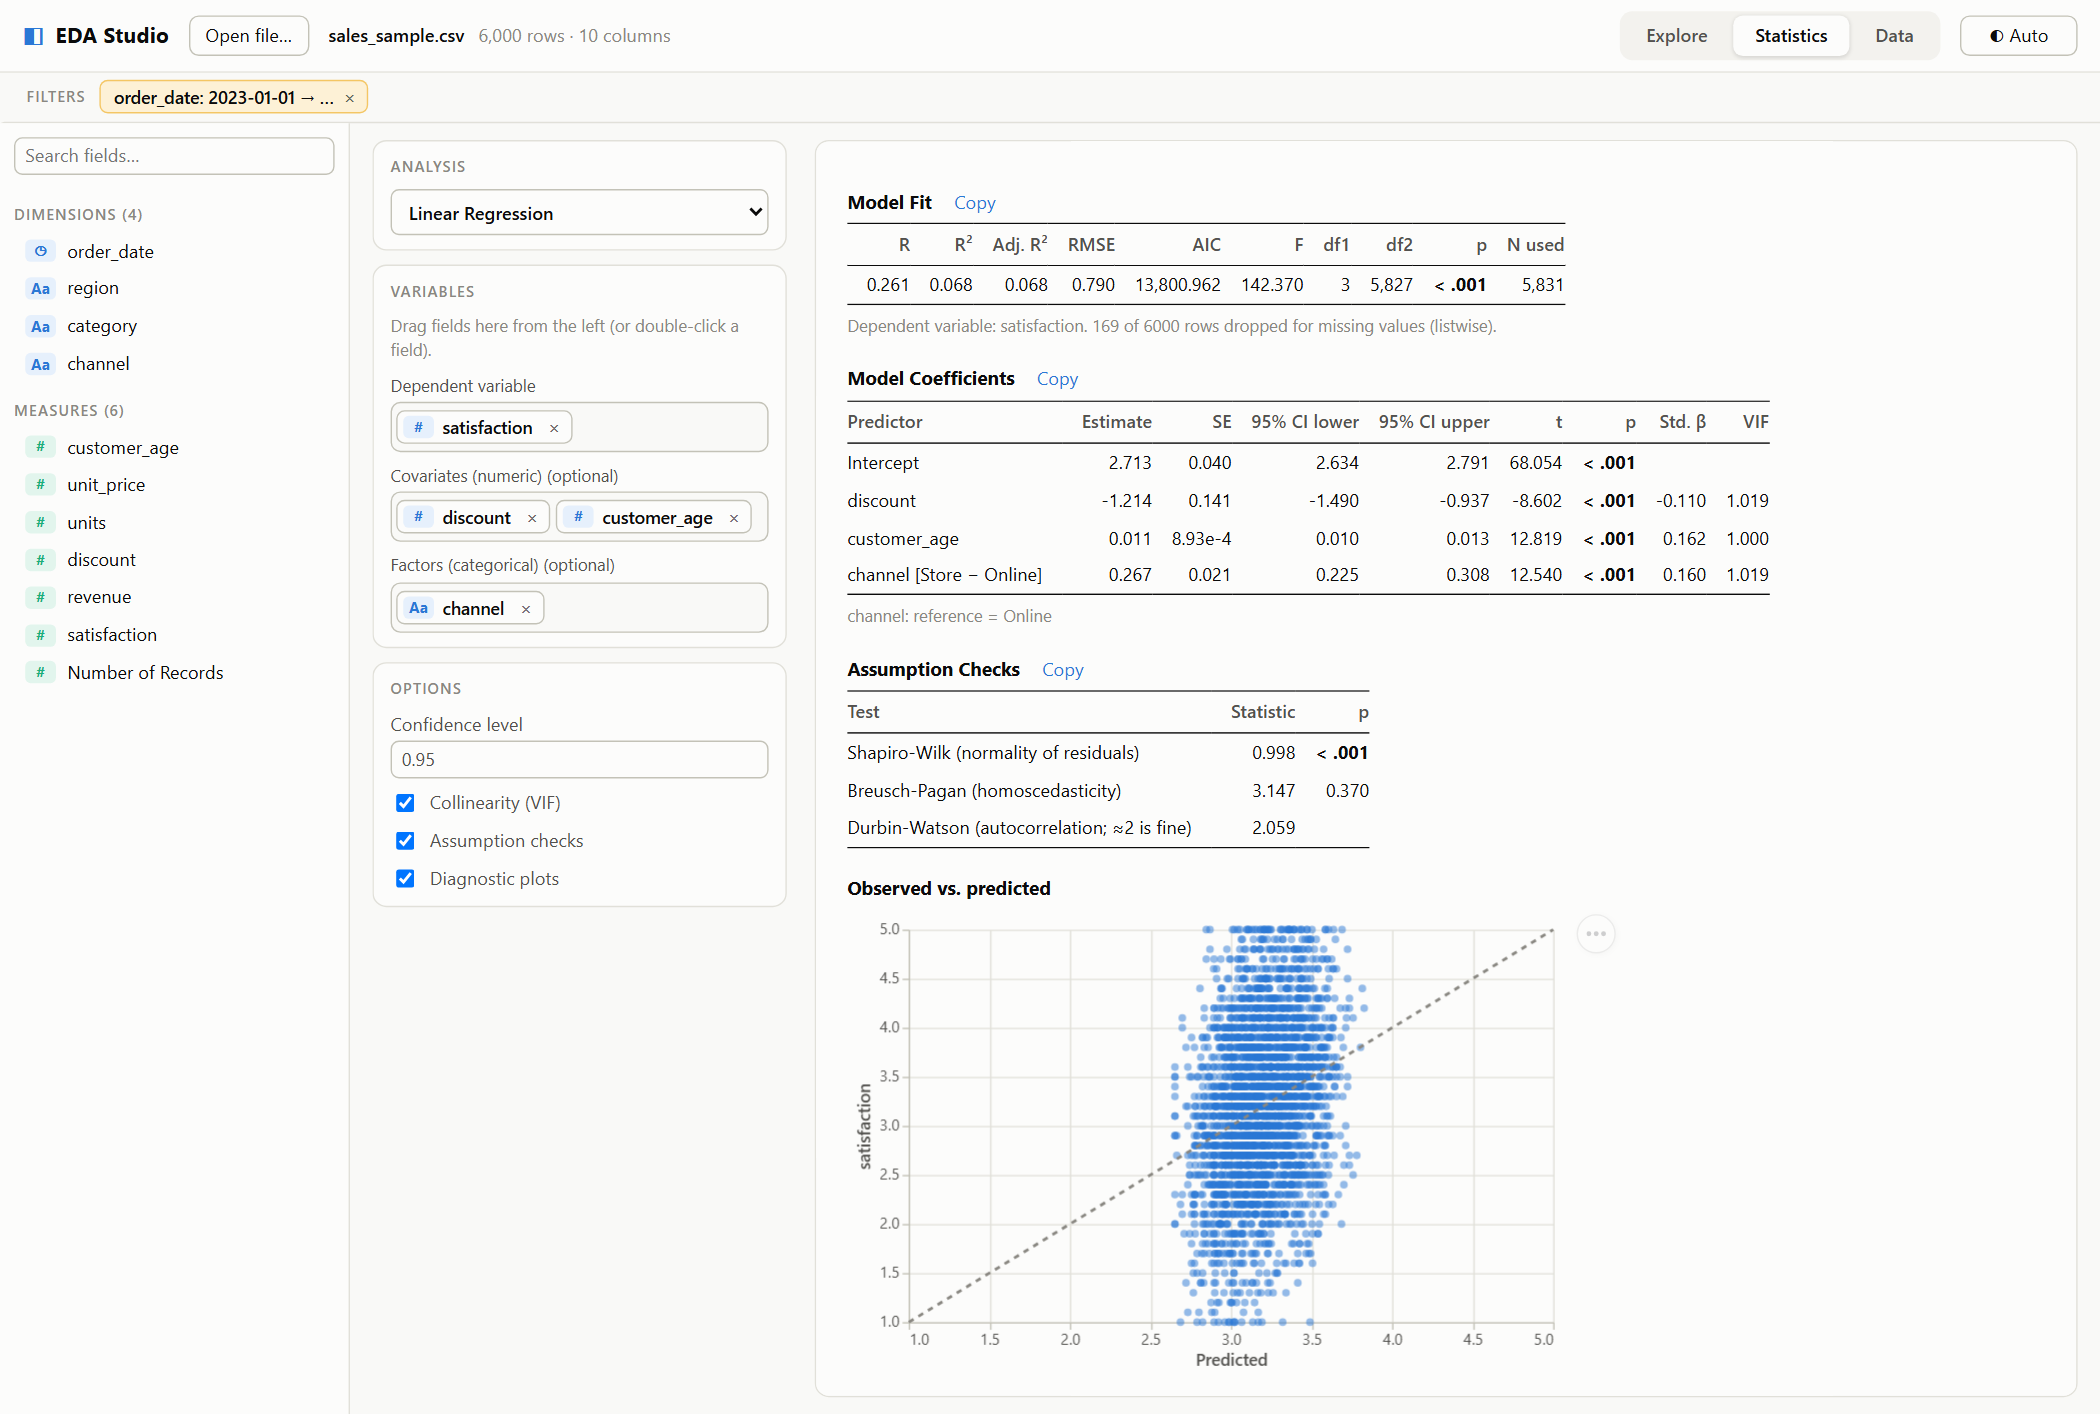 EDA Studio
Open file...
sales_sample.csv 6,000 rows · 10 columns
Explore Statistics Data
◐ Auto
FILTERS order_date: 2023-01-01 → ... ×
Search fields...
DIMENSIONS (4)
order_date
Aa region
Aa category
Aa channel
MEASURES (6)
# customer_age
# unit_price
# units
# discount
# revenue
# satisfaction
# Number of Records
ANALYSIS
Linear Regression
VARIABLES
Drag fields here from the left (or double-click a
field).
Dependent variable
# satisfaction ×
Covariates (numeric) (optional)
# discount × # customer_age ×
Factors (categorical) (optional)
Aa channel ×
OPTIONS
Confidence level
0.95
Collinearity (VIF)
Assumption checks
Diagnostic plots
Model Fit Copy
R R² Adj. R² RMSE AIC F df1 df2 p N used
0.261 0.068 0.068 0.790 13,800.962 142.370 3 5,827 < .001 5,831
Dependent variable: satisfaction. 169 of 6000 rows dropped for missing values (listwise).
Model Coefficients Copy
Predictor Estimate SE 95% CI lower 95% CI upper t p Std. β VIF
Intercept 2.713 0.040 2.634 2.791 68.054 < .001
discount -1.214 0.141 -1.490 -0.937 -8.602 < .001 -0.110 1.019
customer_age 0.011 8.93e-4 0.010 0.013 12.819 < .001 0.162 1.000
channel [Store − Online] 0.267 0.021 0.225 0.308 12.540 < .001 0.160 1.019
channel: reference = Online
Assumption Checks Copy
Test Statistic p
Shapiro-Wilk (normality of residuals) 0.998 < .001
Breusch-Pagan (homoscedasticity) 3.147 0.370
Durbin-Watson (autocorrelation; ≈2 is fine) 2.059
Observed vs. predicted
5.0
4.5
4.0
3.5
3.0
2.5
2.0
1.5
1.0
satisfaction
1.0 1.5 2.0 2.5 3.0 3.5 4.0 4.5 5.0
Predicted